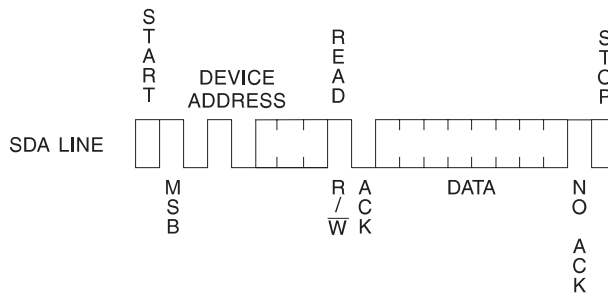 START
READ
STOP
DEVICE
ADDRESS
SDA LINE
MSB
R/W
ACK
DATA
NO ACK